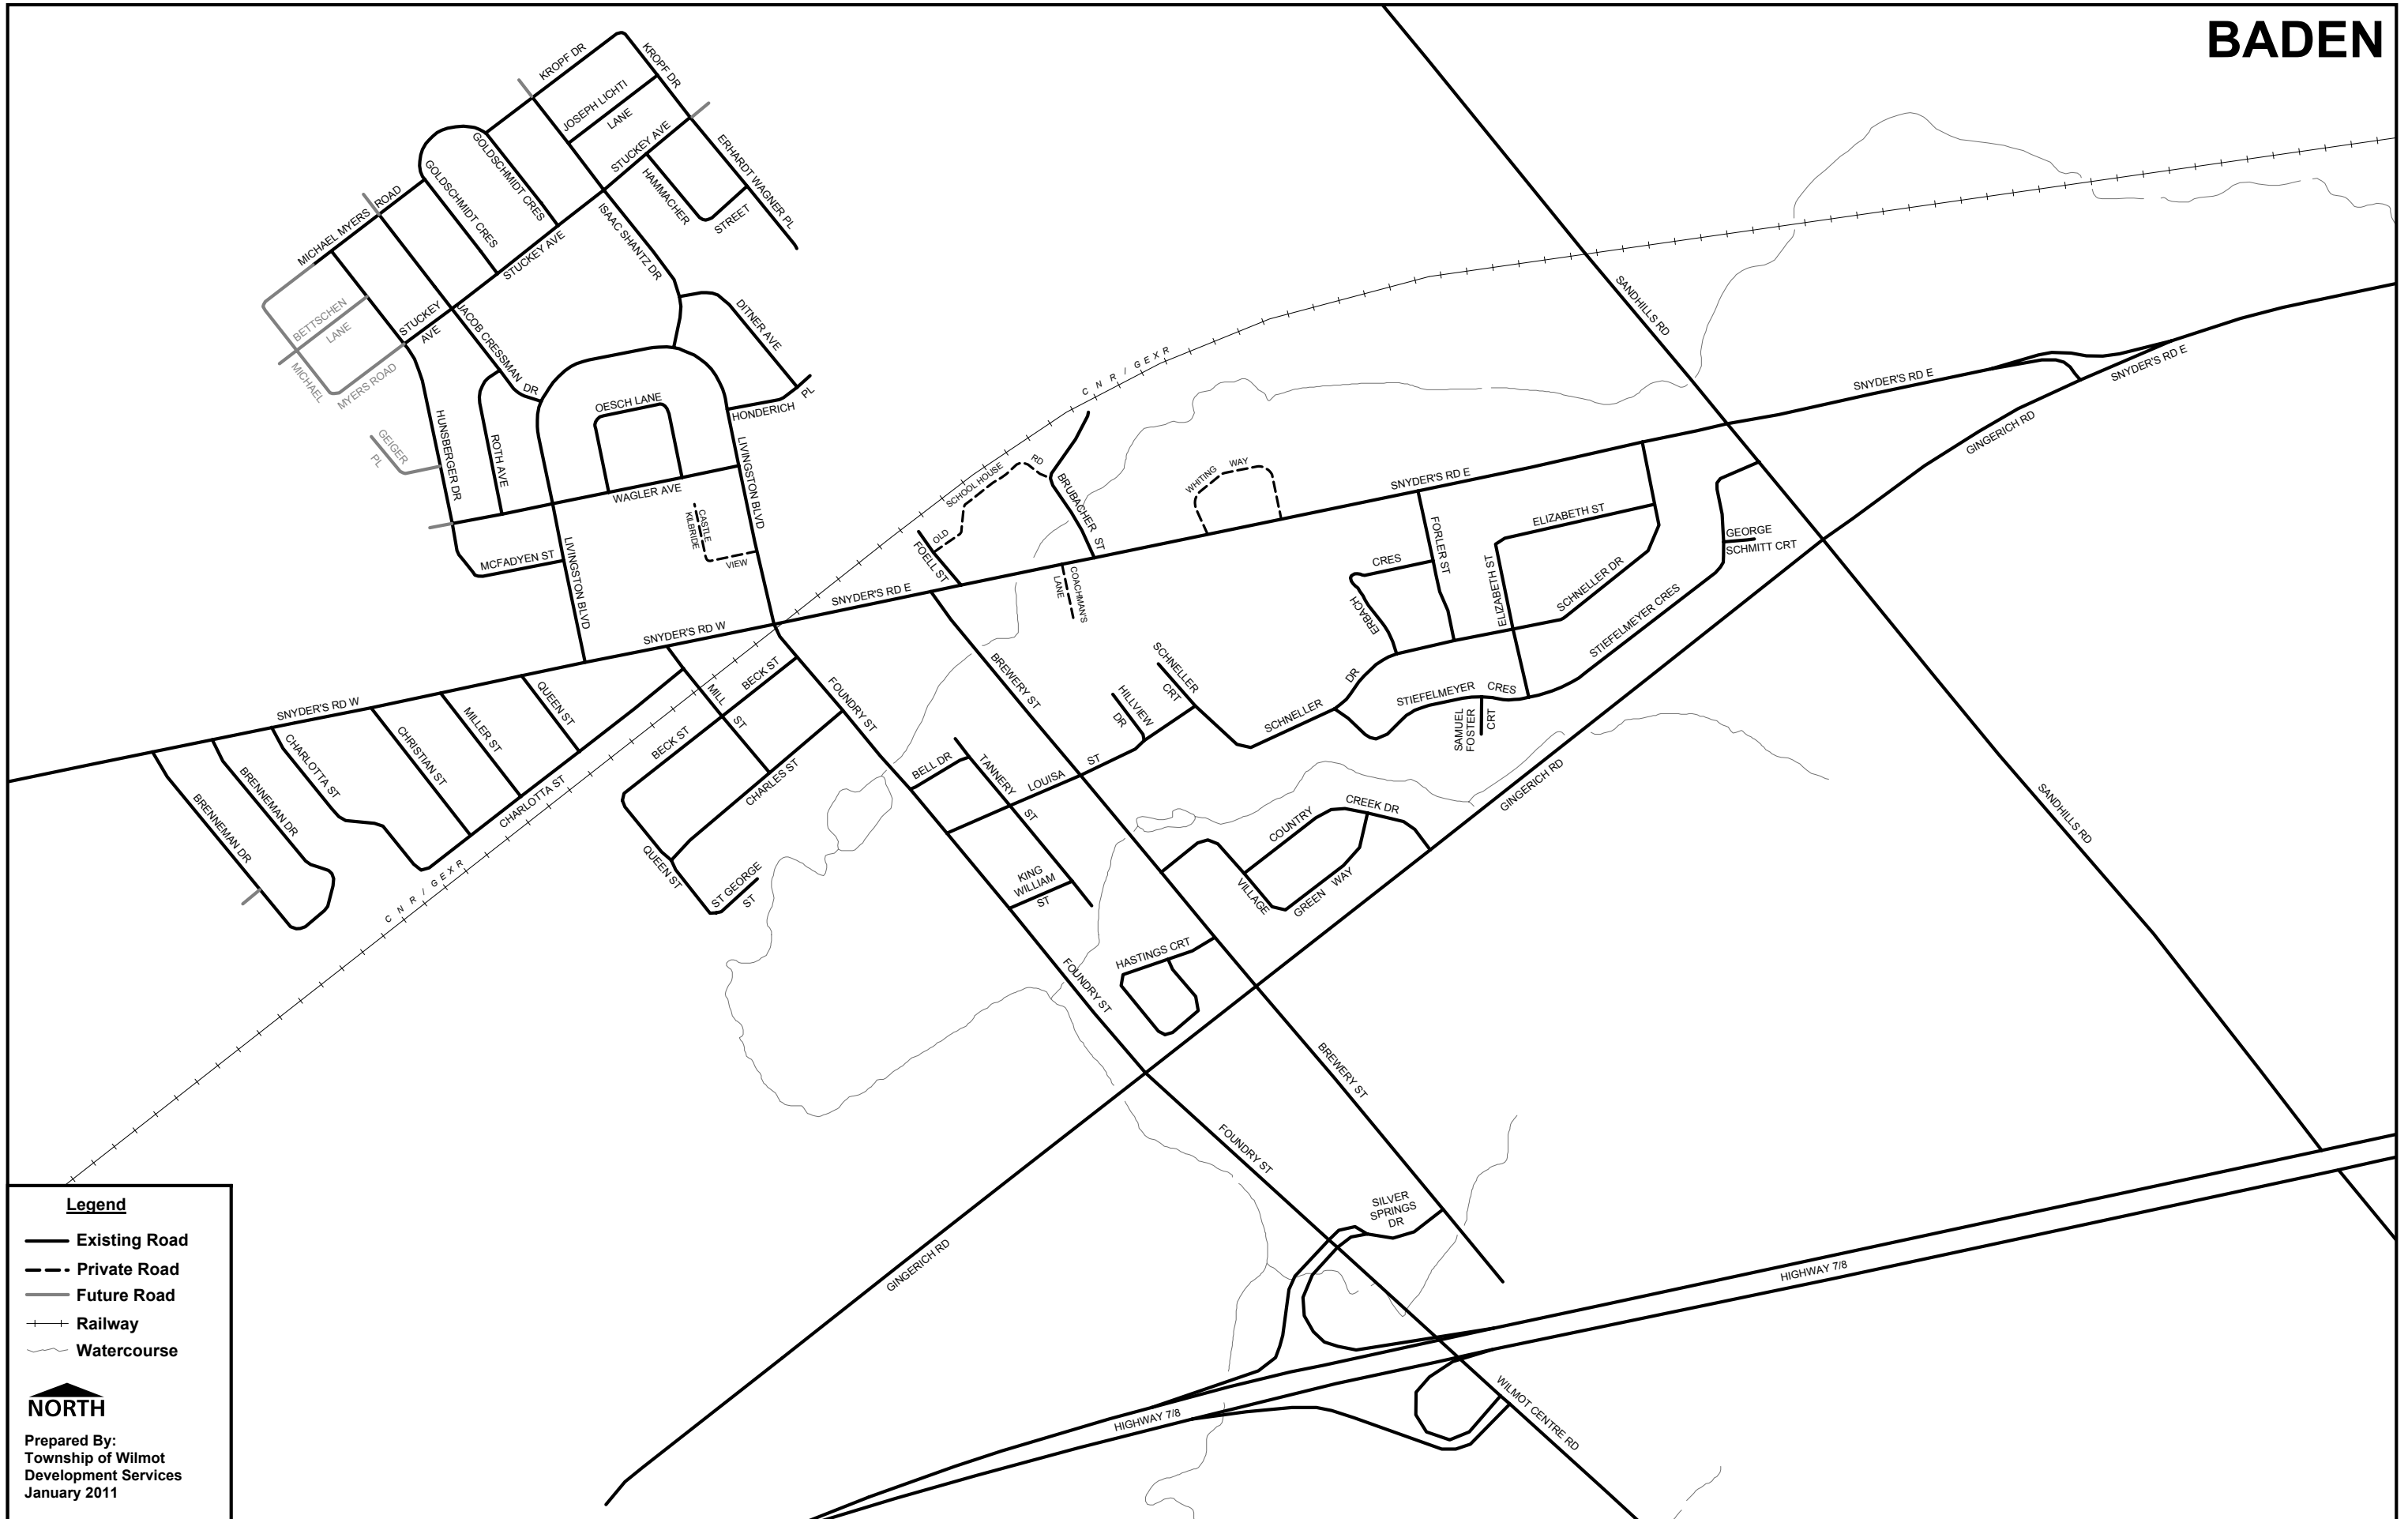 BADEN
KROPF DR
KROPF DR
JOSEPH LICHTI
LANE
STUCKEY AVE
ERHARDT WAGNER PL
HAMMACHER
STREET
GOLDSCHMIDT CRES
GOLDSCHMIDT CRES
MICHAEL MYERS ROAD
STUCKEY AVE
ISAAC SHANTZ DR
BETTSCHEN
LANE
STUCKEY
AVE
JACOB CRESSMAN DR
DITNER AVE
MICHAEL
MYERS ROAD
HONDERICH PL
OESCH LANE
GEIGER
PL
HUNSBERGER DR
ROTH AVE
WAGLER AVE
LIVINGSTON BLVD
CASTLE
KILBRIDE
VIEW
MCFADYEN ST
LIVINGSTON BLVD
CNR / GEXR
OLD SCHOOL HOUSE RD
BRUBACHER ST
FOELL ST
WHITING WAY
COACHMAN'S
LANE
SANDHILLS RD
SNYDER'S RD E
SNYDER'S RD E
GINGERICH RD
SNYDER'S RD E
SNYDER'S RD E
SNYDER'S RD W
SNYDER'S RD W
FORLER ST
ELIZABETH ST
ELIZABETH ST
CRES
ERBACH
SCHNELLER DR
GEORGE
SCHMITT CRT
STIEFELMEYER CRES
STIEFELMEYER CRES
SAMUEL
FOSTER
CRT
SCHNELLER DR
SCHNELLER
CRT
HILLVIEW
DR
BREWERY ST
LOUISA ST
TANNERY ST
BELL DR
FOUNDRY ST
BECK ST
MILL ST
BECK ST
CHARLES ST
QUEEN ST
ST GEORGE
ST
QUEEN ST
MILLER ST
CHRISTIAN ST
CHARLOTTA ST
CHARLOTTA ST
BRENNEMAN DR
BRENNEMAN DR
CNR / GEXR
KING
WILLIAM
ST
FOUNDRY ST
HASTINGS CRT
VILLAGE
GREEN WAY
COUNTRY
CREEK DR
GINGERICH RD
SANDHILLS RD
BREWERY ST
FOUNDRY ST
SILVER
SPRINGS
DR
GINGERICH RD
HIGHWAY 7/8
HIGHWAY 7/8
WILMOT CENTRE RD
Legend
Existing Road
Private Road
Future Road
Railway
Watercourse
NORTH
Prepared By:
Township of Wilmot
Development Services
January 2011